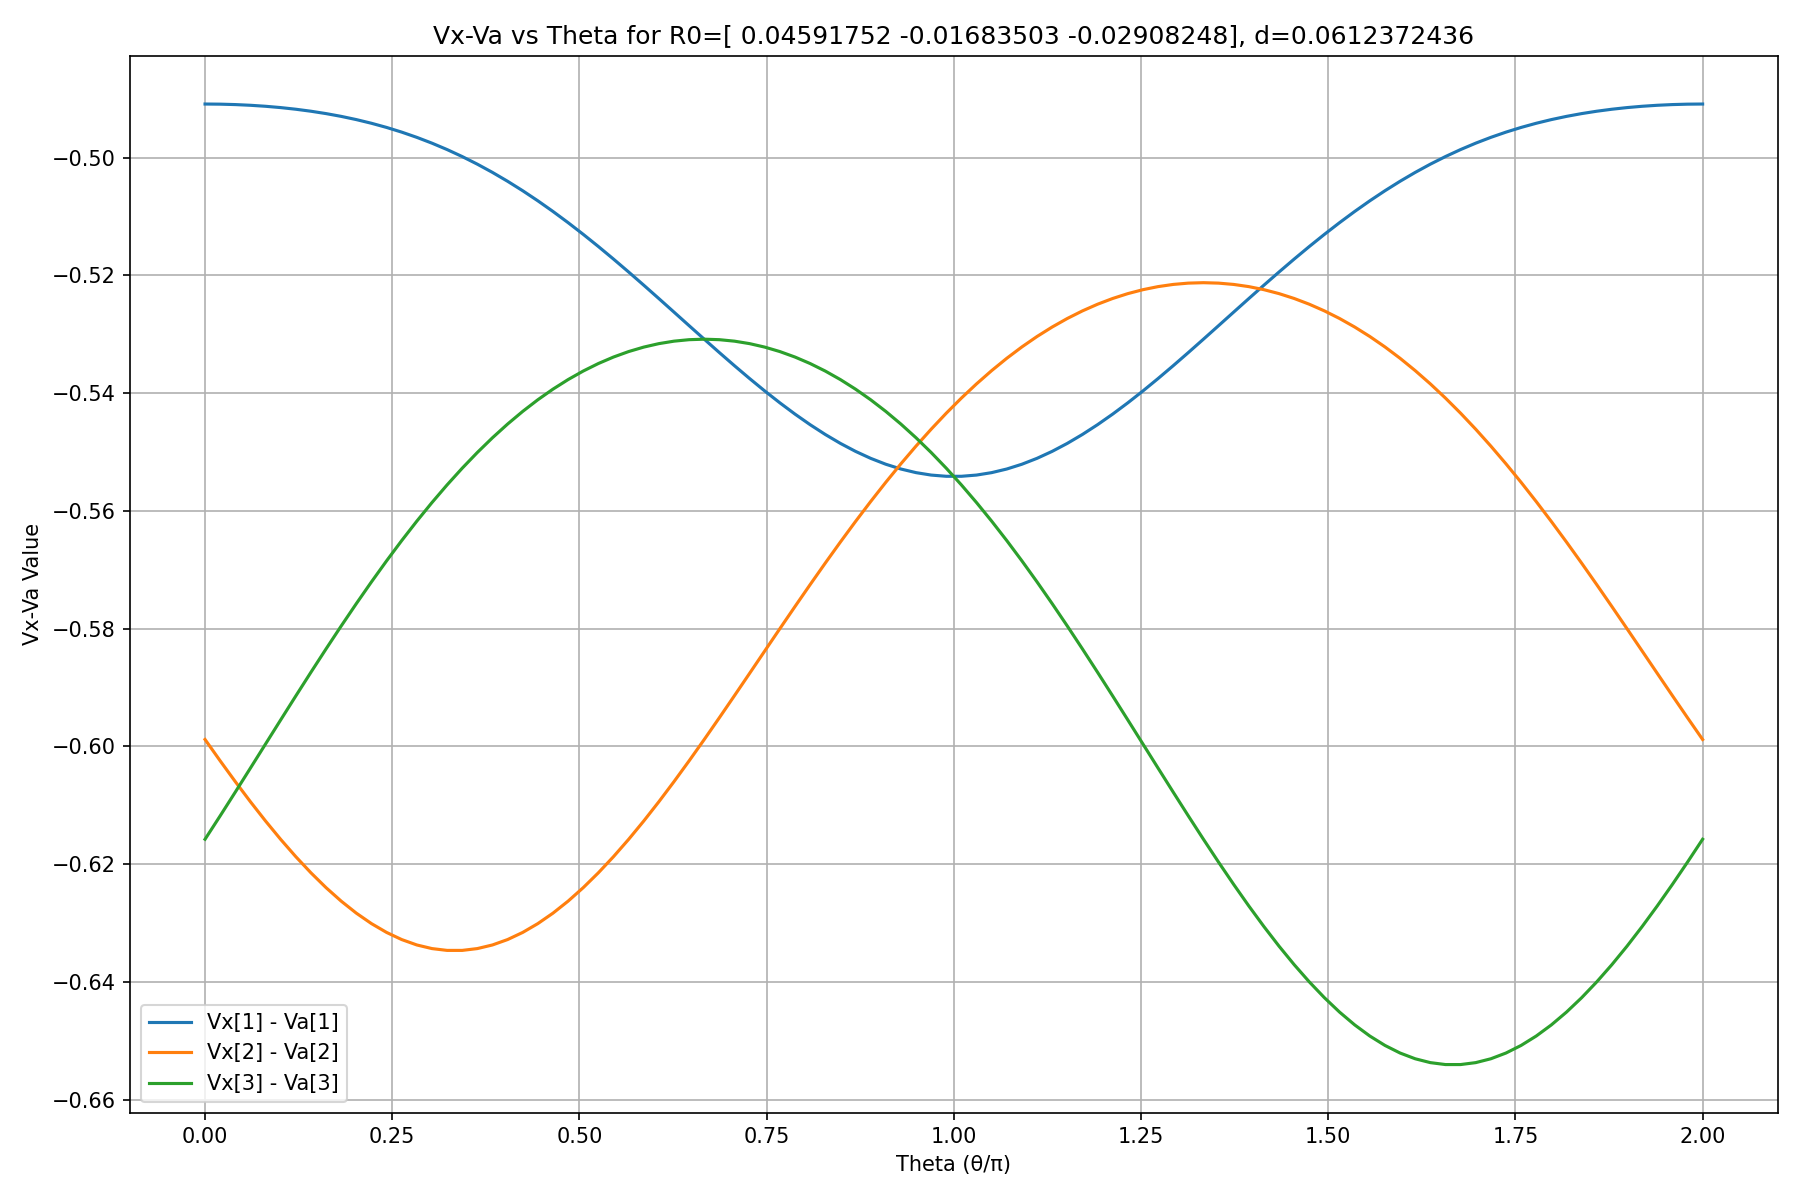 Vx-Va vs Theta for R0=[ 0.04591752 -0.01683503 -0.02908248], d=0.0612372436
Vx-Va Value
−0.50
−0.52
−0.54
−0.56
−0.58
−0.60
−0.62
−0.64
−0.66
Vx[1] - Va[1]
Vx[2] - Va[2]
Vx[3] - Va[3]
0.00 0.25 0.50 0.75 1.00 1.25 1.50 1.75 2.00
Theta (θ/π)